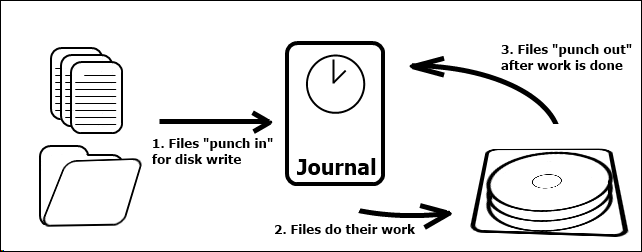 3. Files "punch out"
after work is done
1. Files "punch in"
for disk write
Journal
2. Files do their work